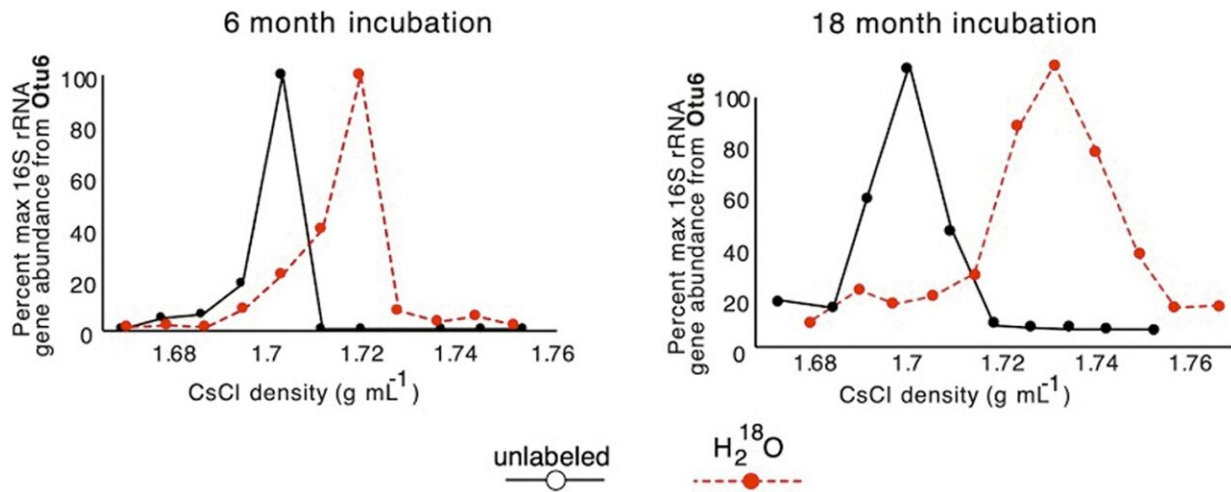 6 month incubation
Percent max 16S rRNA
gene abundance from Otu6
100
80
60
40
20
0
1.68 1.7 1.72 1.74 1.76
CsCl density (g mL⁻¹)
18 month incubation
Percent max 16S rRNA
gene abundance from Otu6
100
80
60
40
20
0
1.68 1.7 1.72 1.74 1.76
CsCl density (g mL⁻¹)
unlabeled
H₂¹⁸O